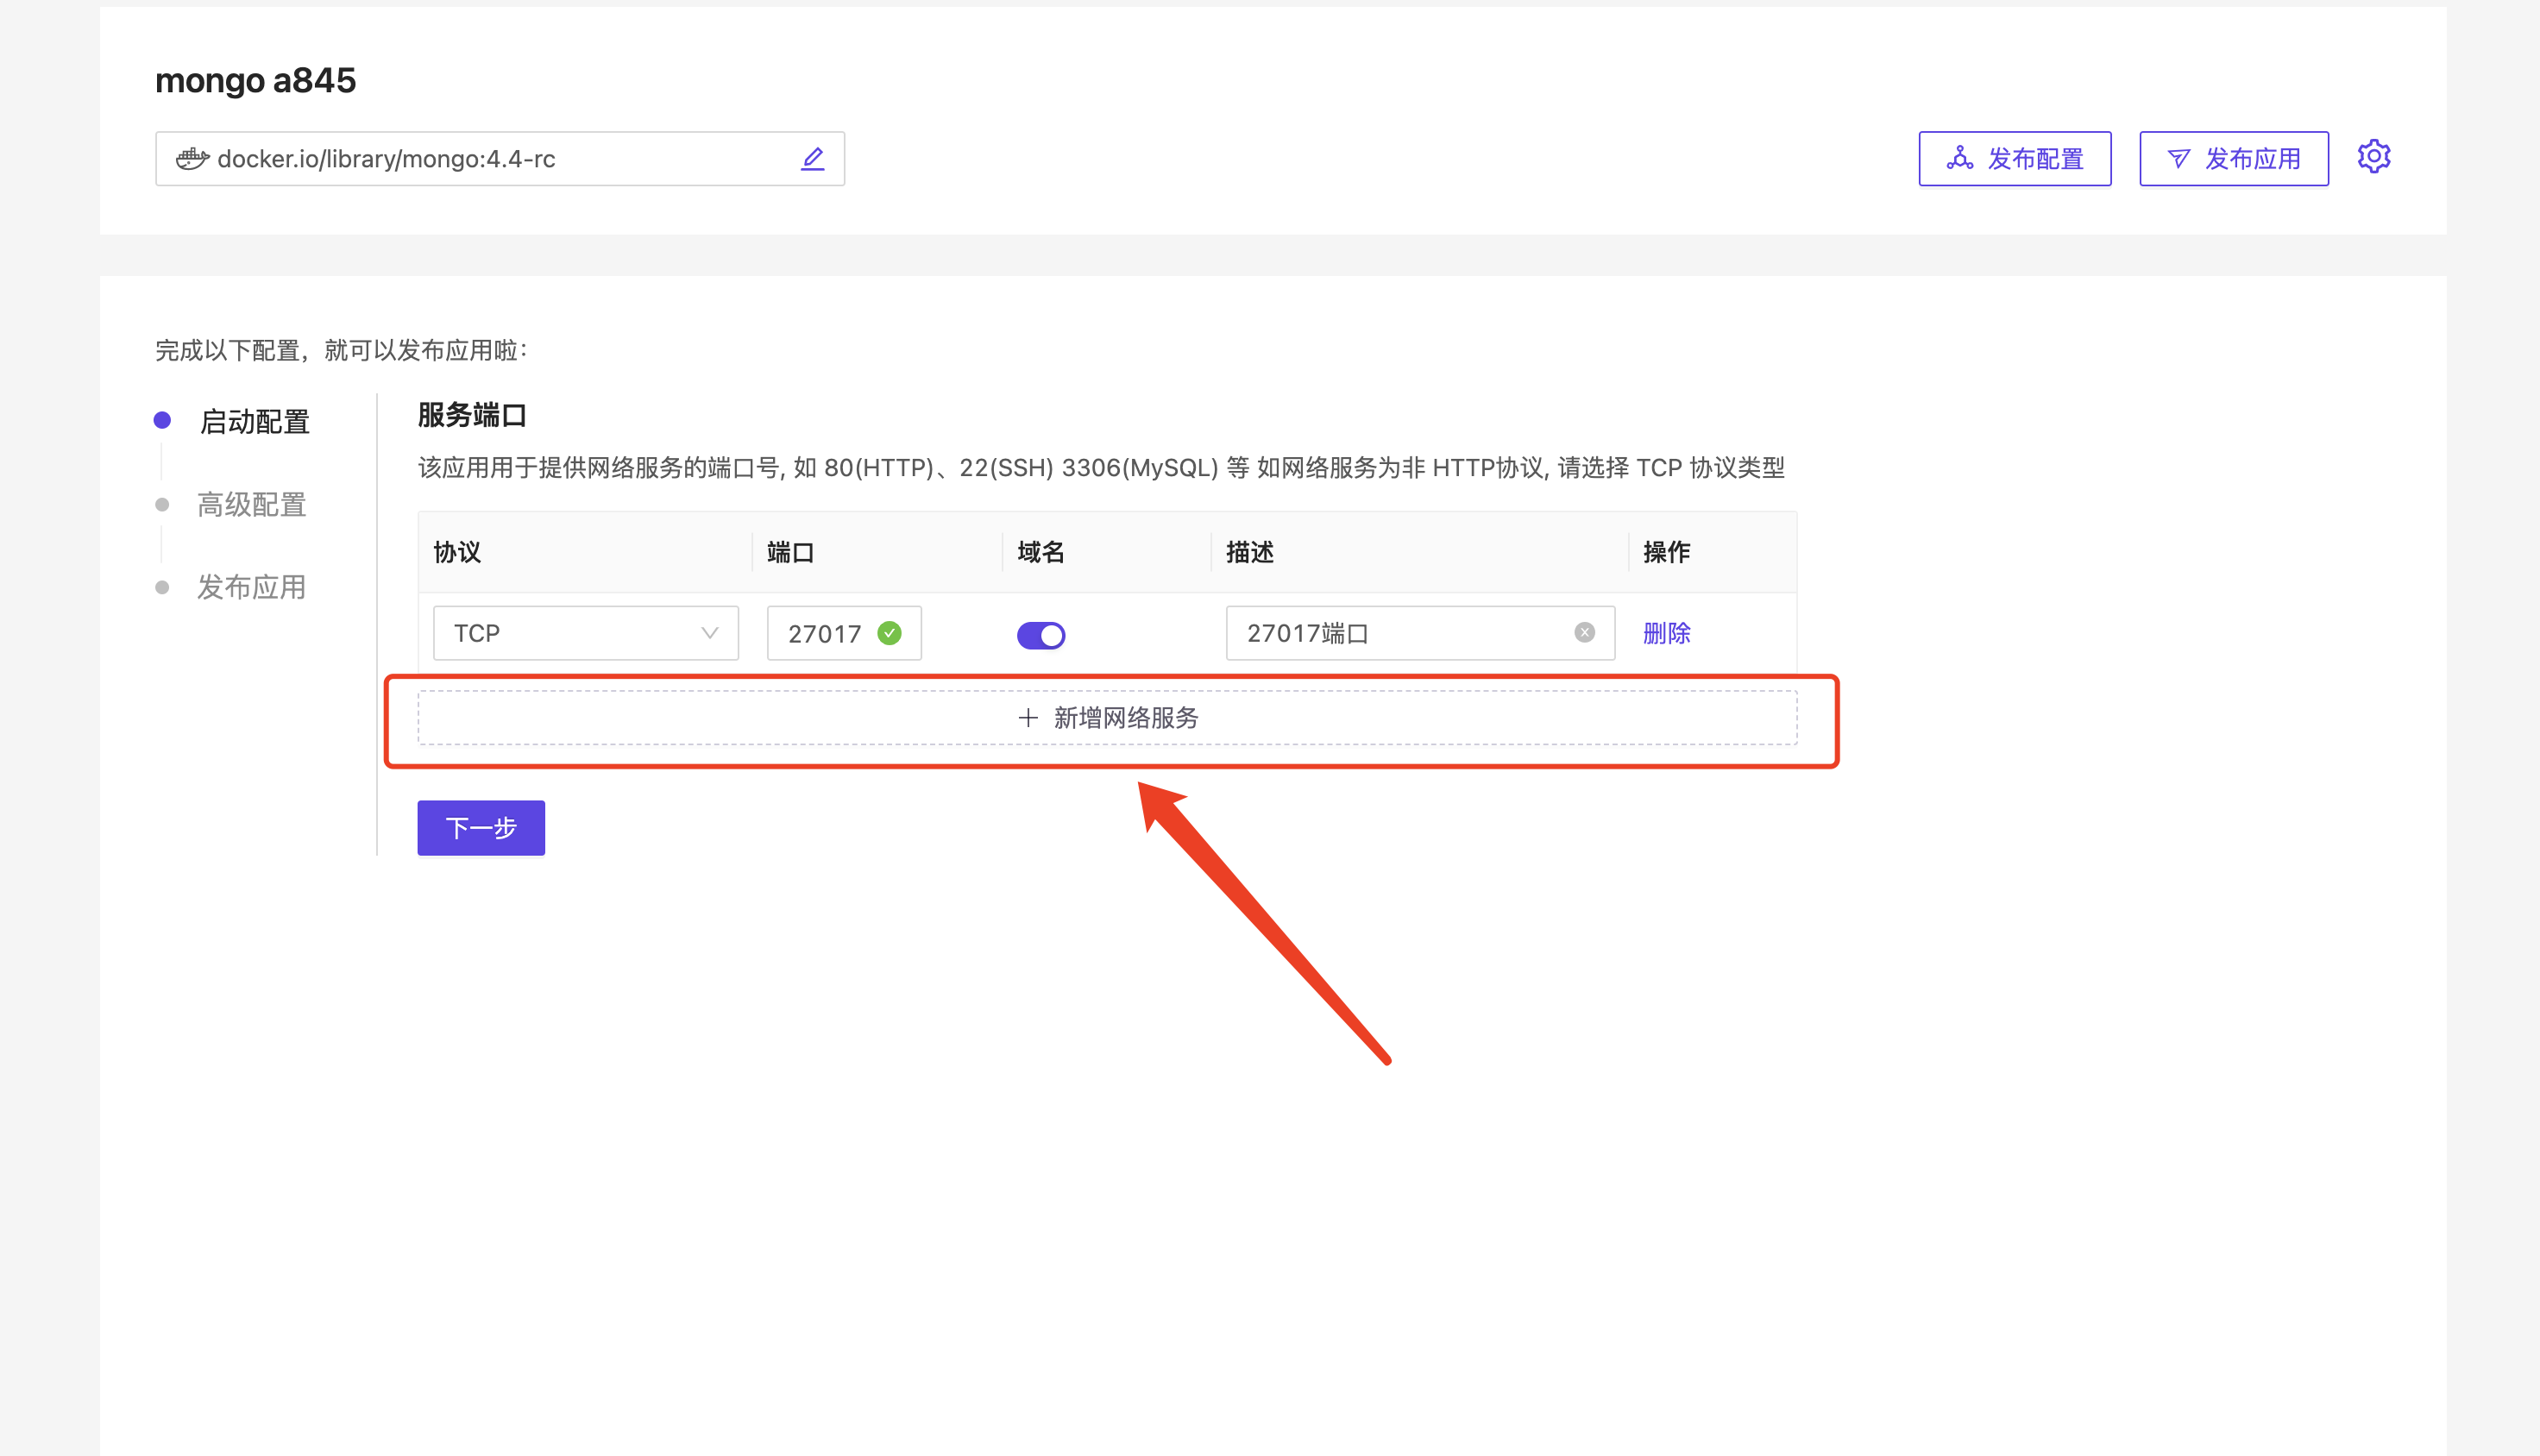 mongo a845
docker.io/library/mongo:4.4-rc
发布配置
发布应用
完成以下配置，就可以发布应用啦：
启动配置
高级配置
发布应用
服务端口
该应用用于提供网络服务的端口号, 如 80(HTTP)、22(SSH) 3306(MySQL) 等 如网络服务为非 HTTP协议, 请选择 TCP 协议类型
协议 端口 域名 描述 操作
TCP 27017 27017端口 删除
+ 新增网络服务
下一步